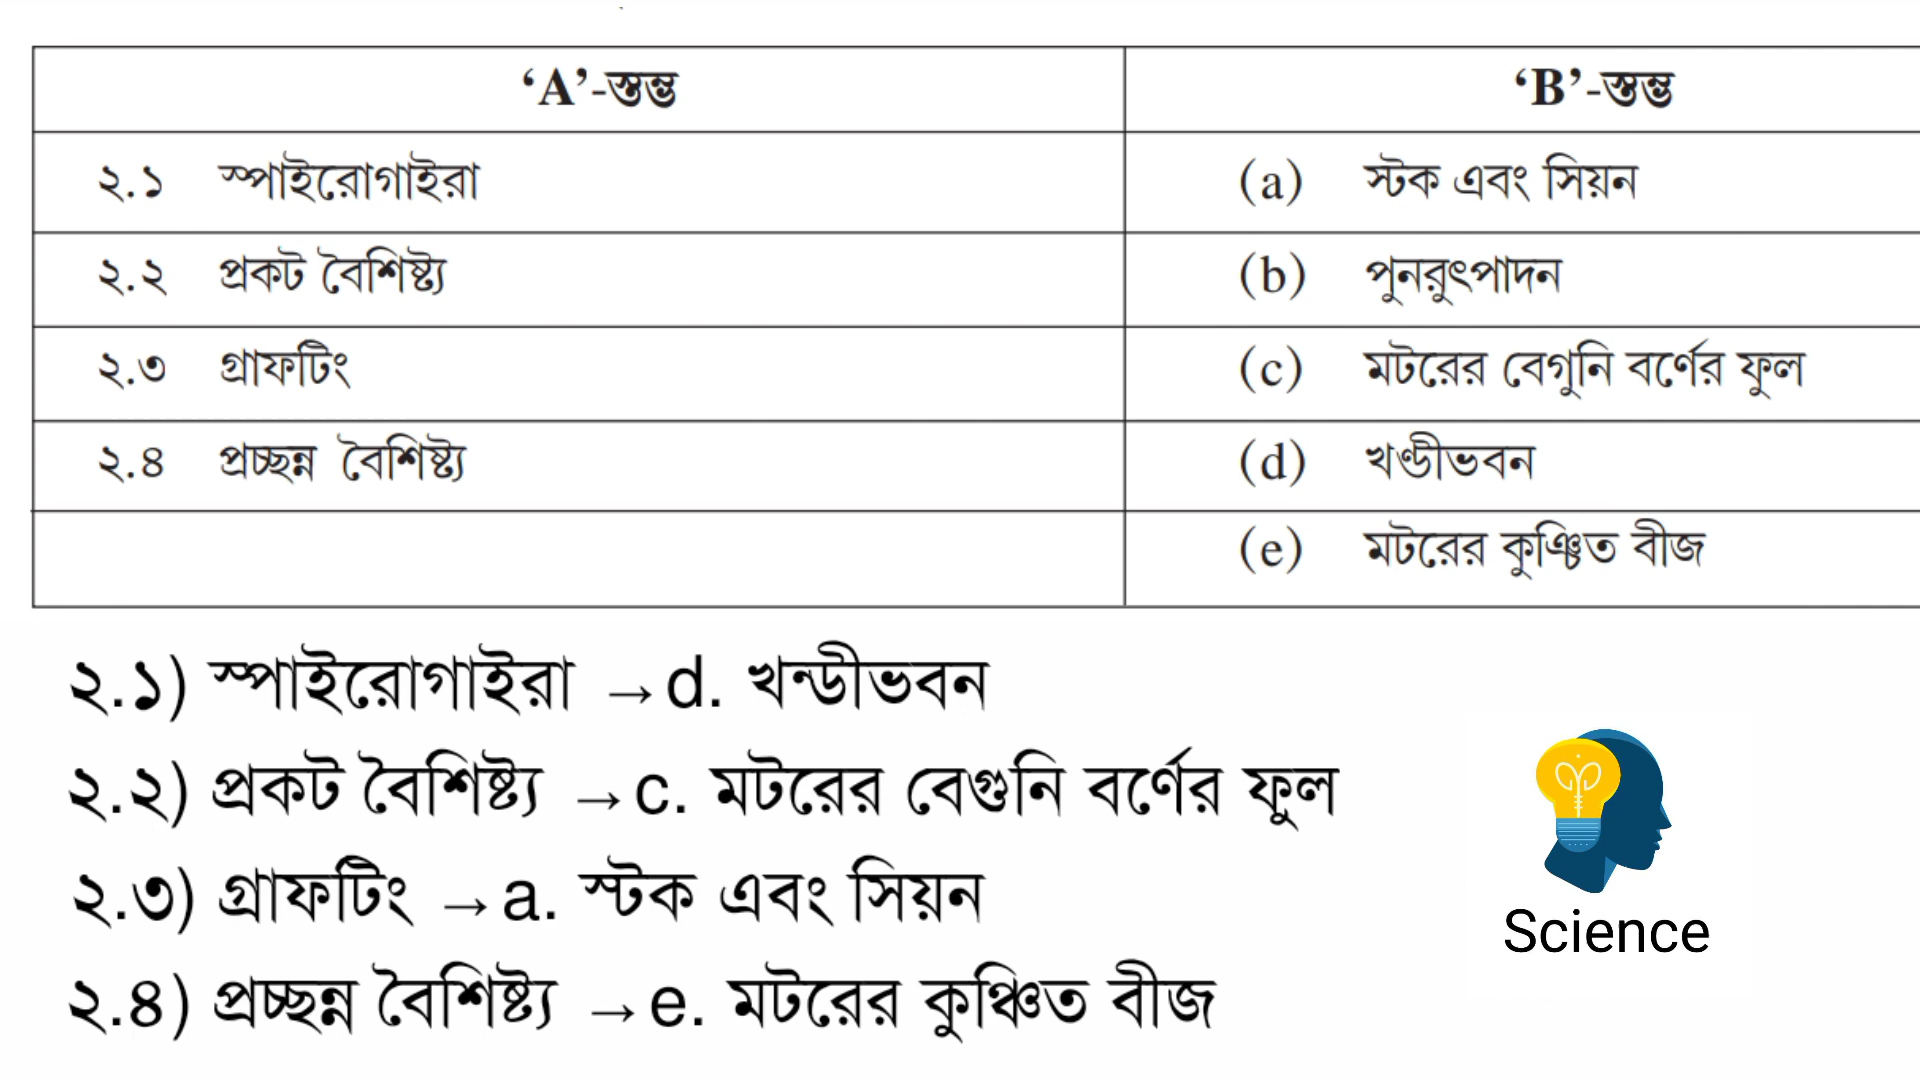 ‘A’-স্তম্ভ ‘B’-স্তম্ভ
২.১ স্পাইরোগাইরা (a) স্টক এবং সিয়ন
২.২ প্রকট বৈশিষ্ট্য (b) পুনরুৎপাদন
২.৩ গ্রাফটিং (c) মটরের বেগুনি বর্ণের ফুল
২.৪ প্রচ্ছন্ন বৈশিষ্ট্য (d) খণ্ডীভবন
(e) মটরের কুঞ্চিত বীজ
২.১) স্পাইরোগাইরা →d. খন্ডীভবন
২.২) প্রকট বৈশিষ্ট্য →c. মটরের বেগুনি বর্ণের ফুল
২.৩) গ্রাফটিং →a. স্টক এবং সিয়ন
২.৪) প্রচ্ছন্ন বৈশিষ্ট্য →e. মটরের কুঞ্চিত বীজ
Science